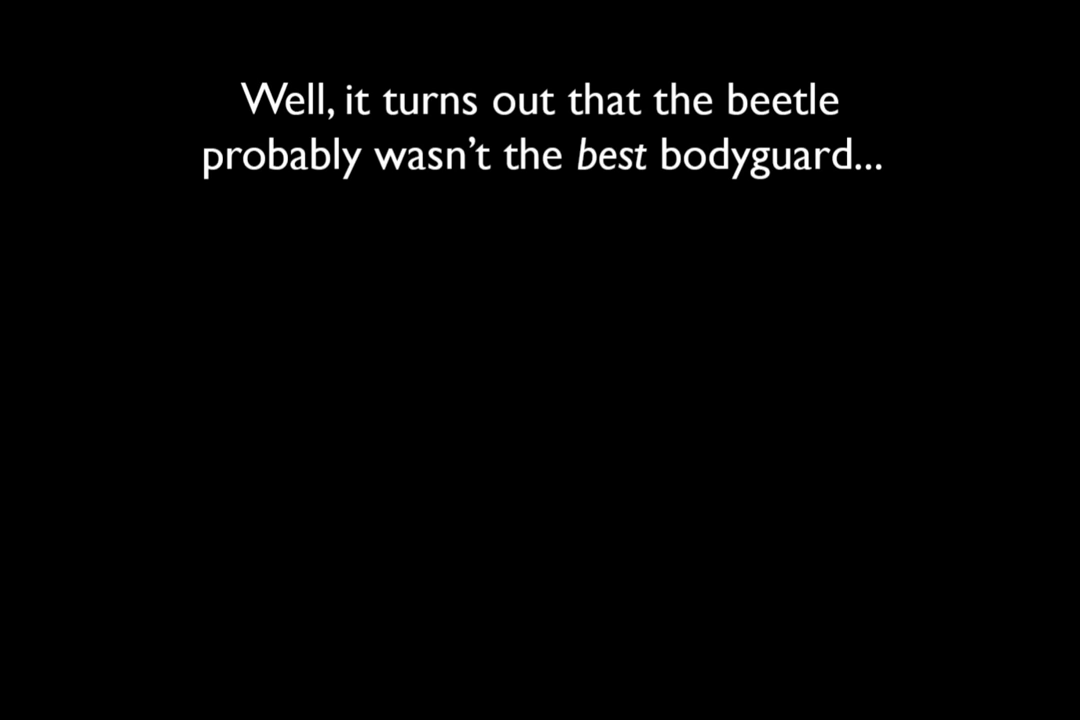 Well, it turns out that the beetle
probably wasn’t the best bodyguard...